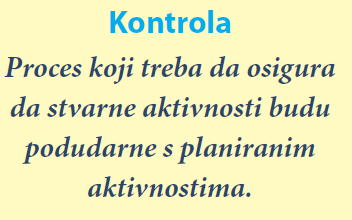 Kontrola
Proces koji treba da osigura
da stvarne aktivnosti budu
podudarne s planiranim
aktivnostima.